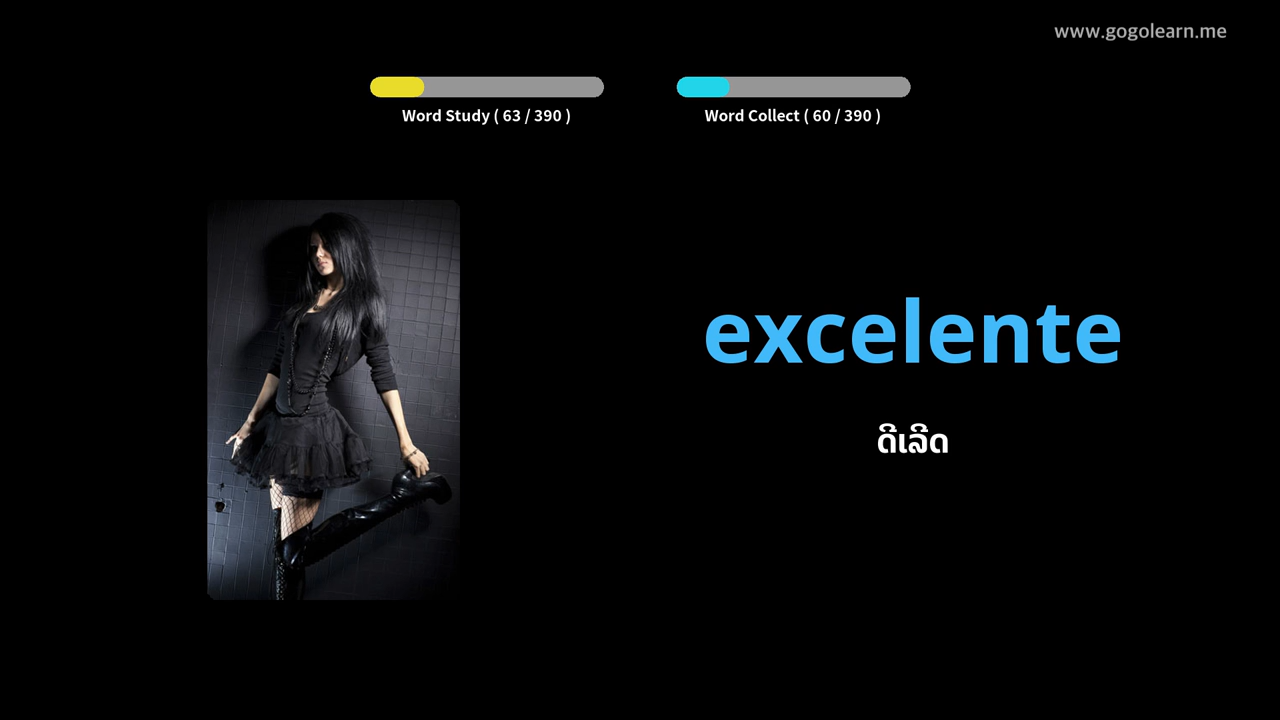 www.gogolearn.me
Word Study ( 63 / 390 )
Word Collect ( 60 / 390 )
excelente
ດີເລີດ